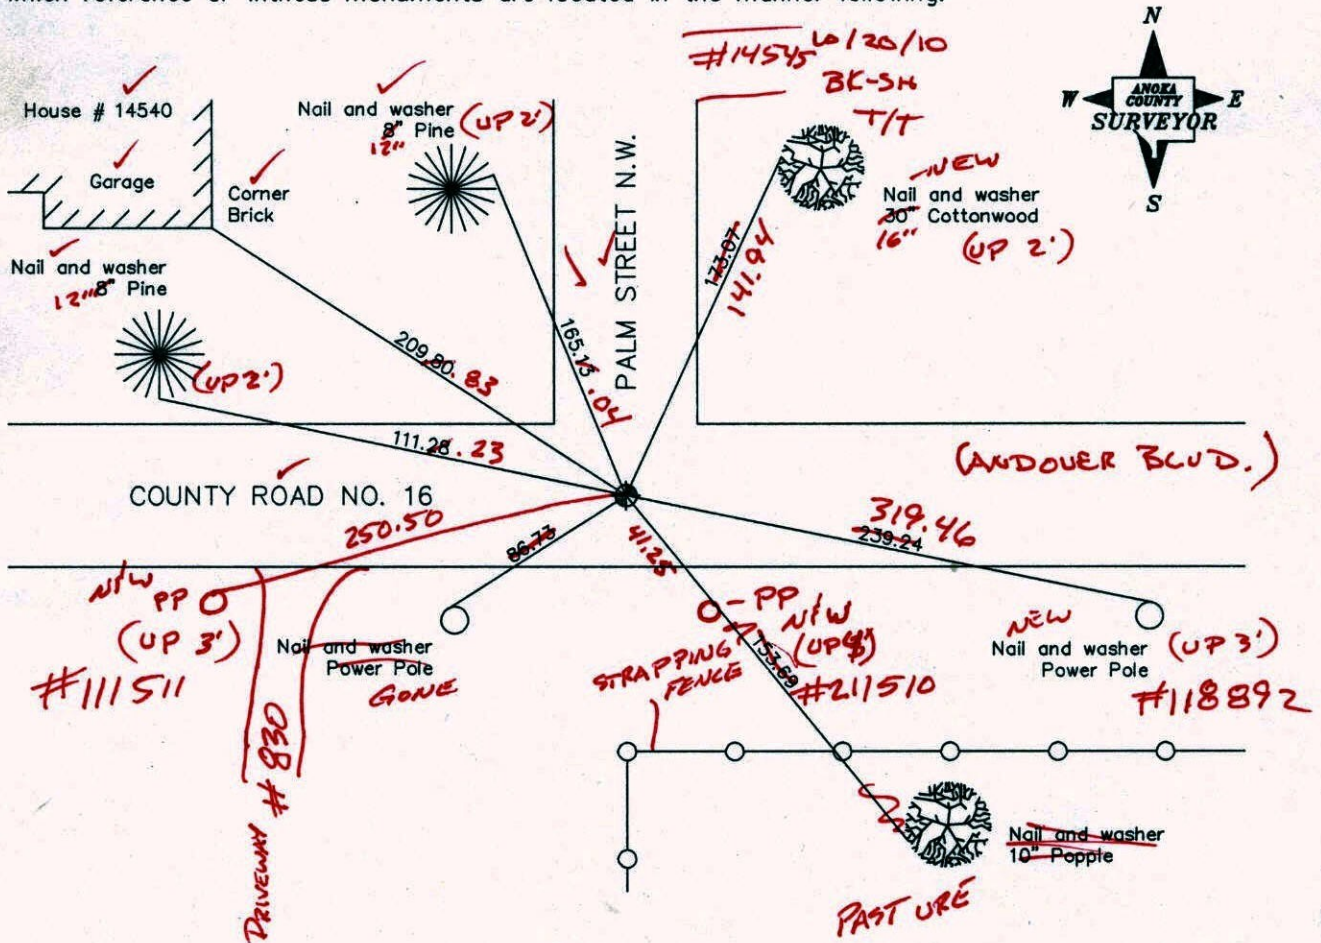 which reference or witness monuments are located in the manner following:
#14545 10/20/10
BK-SH
T/T
N
W ANOKA COUNTY E
SURVEYOR
S
House # 14540
Garage
Corner
Brick
Nail and washer
8" Pine (UP 2')
12"
PALM STREET N.W.
NEW
Nail and washer
30" Cottonwood
16" (UP 2')
173.07
141.94
Nail and washer
12" 8" Pine
(UP 2')
209.80 .83
165.13 .04
111.28 .23
COUNTY ROAD NO. 16
(ANDOVER BLVD.)
250.50
86.73
41.25
319.46
239.24
NEW PP
(UP 3')
#111511
Nail and washer
Power Pole
GONE
DRIVEWAY # 830
PP
NEW
153.69
STRAPPING
FENCE
#211510
NEW
Nail and washer (UP 3')
Power Pole
#118892
Nail and washer
10" Popple
PASTURE